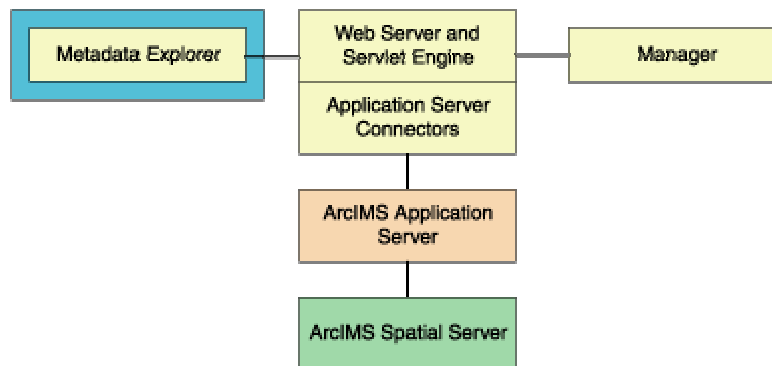 Metadata Explorer
Web Server and
Servlet Engine
Manager
Application Server
Connectors
ArcIMS Application
Server
ArcIMS Spatial Server